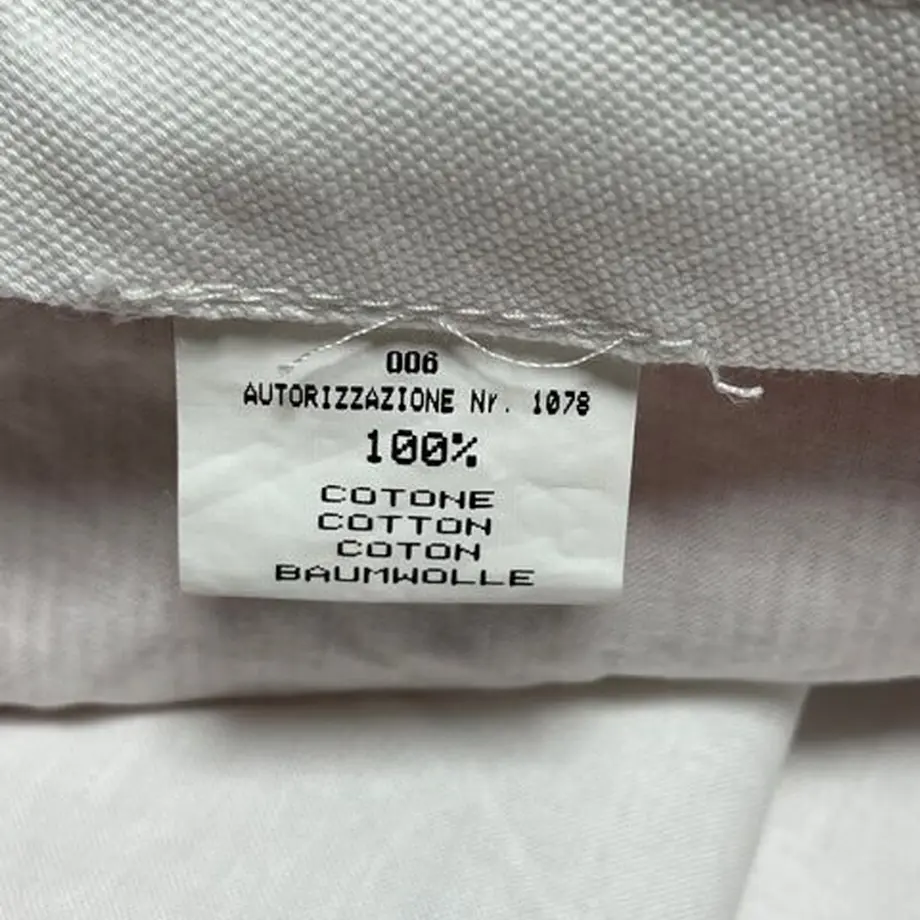 006
AUTORIZZAZIONE Nr. 1078
100%
COTONE
COTTON
COTON
BAUMWOLLE